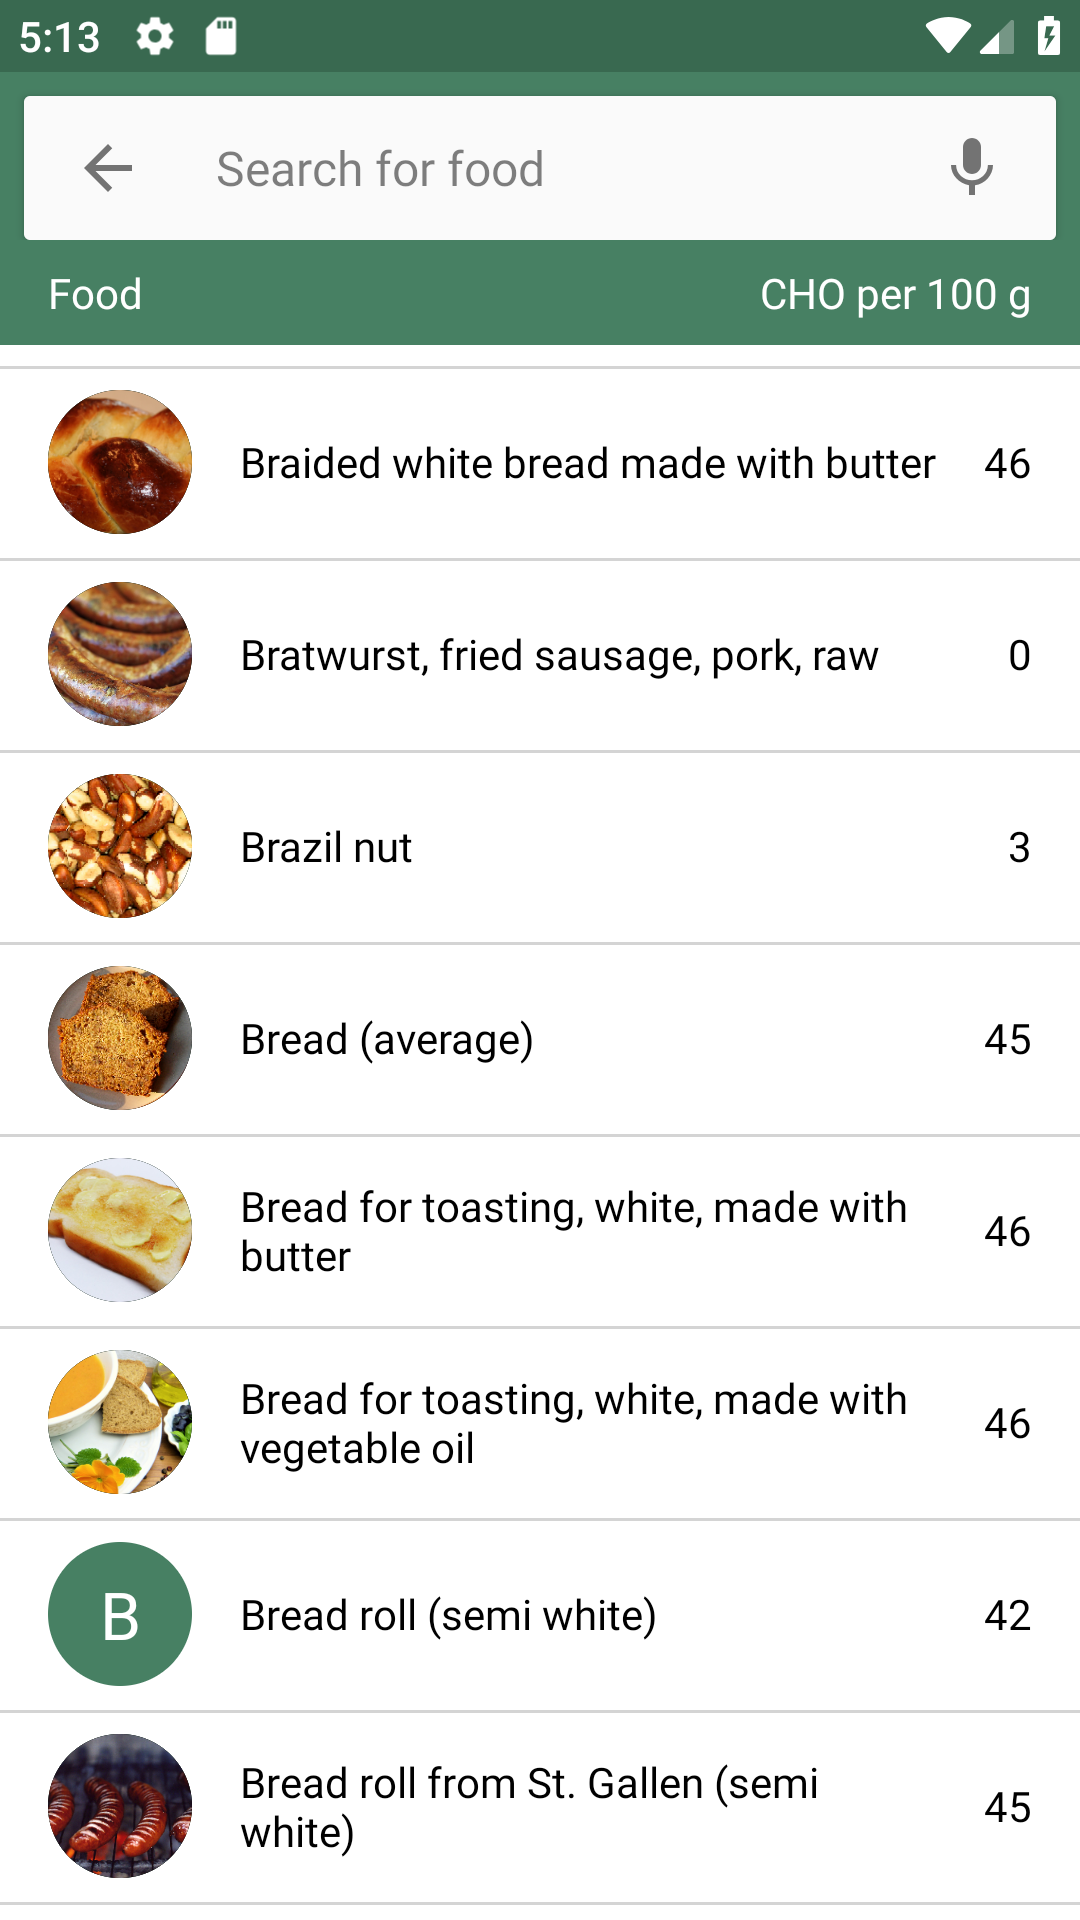 5:13
Search for food
Food CHO per 100 g
Braided white bread made with butter 46
Bratwurst, fried sausage, pork, raw 0
Brazil nut 3
Bread (average) 45
Bread for toasting, white, made with
butter 46
Bread for toasting, white, made with
vegetable oil 46
B Bread roll (semi white) 42
Bread roll from St. Gallen (semi
white) 45